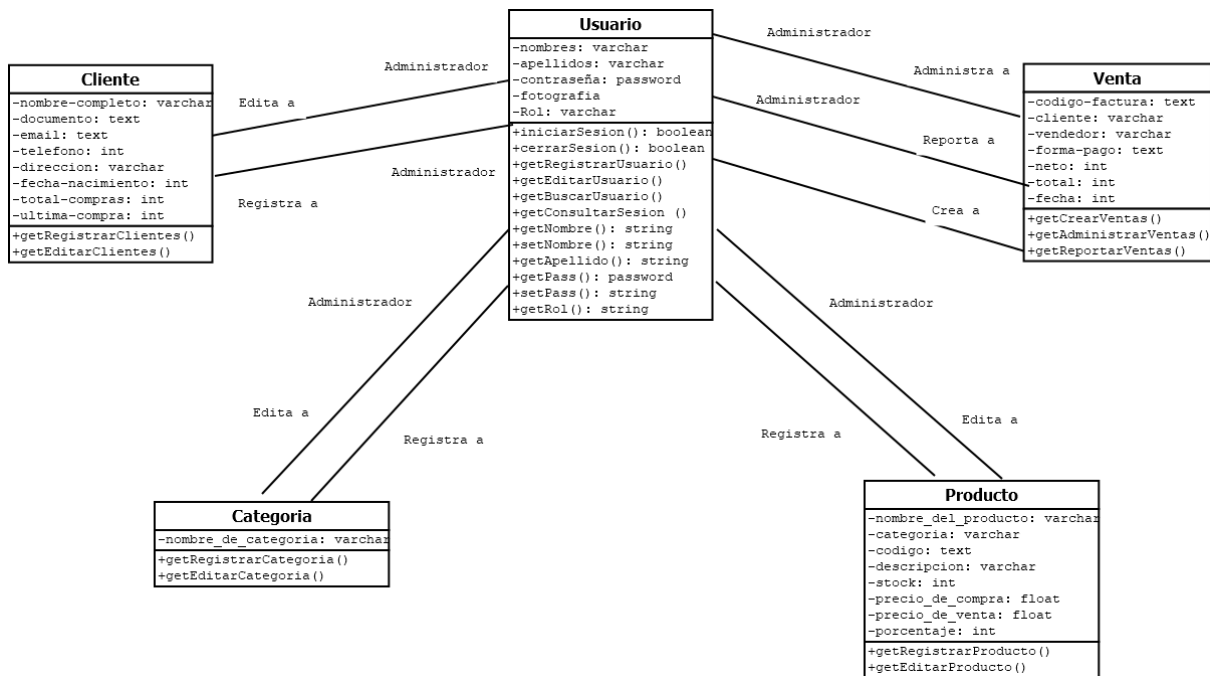 Usuario
-nombres: varchar
-apellidos: varchar
-contraseña: password
-fotografia
-Rol: varchar
+iniciarSesion(): boolean
+cerrarSesion(): boolean
+getRegistrarUsuario()
+getEditarUsuario()
+getBuscarUsuario()
+getConsultarSesion ()
+getNombre(): string
+setNombre(): string
+getApellido(): string
+getPass(): password
+setPass(): string
+getRol(): string
Cliente
-nombre-completo: varchar
-documento: text
-email: text
-telefono: int
-direccion: varchar
-fecha-nacimiento: int
-total-compras: int
-ultima-compra: int
+getRegistrarClientes()
+getEditarClientes()
Administrador
Edita a
Administrador
Registra a
Administrador
Administra a
Administrador
Reporta a
Crea a
Venta
-codigo-factura: text
-cliente: varchar
-vendedor: varchar
-forma-pago: text
-neto: int
-total: int
-fecha: int
+getCrearVentas()
+getAdministrarVentas()
+getReportarVentas()
Administrador
Edita a
Registra a
Administrador
Edita a
Registra a
Categoria
-nombre_de_categoria: varchar
+getRegistrarCategoria()
+getEditarCategoria()
Producto
-nombre_del_producto: varchar
-categoria: varchar
-codigo: text
-descripcion: varchar
-stock: int
-precio_de_compra: float
-precio_de_venta: float
-porcentaje: int
+getRegistrarProducto()
+getEditarProducto()